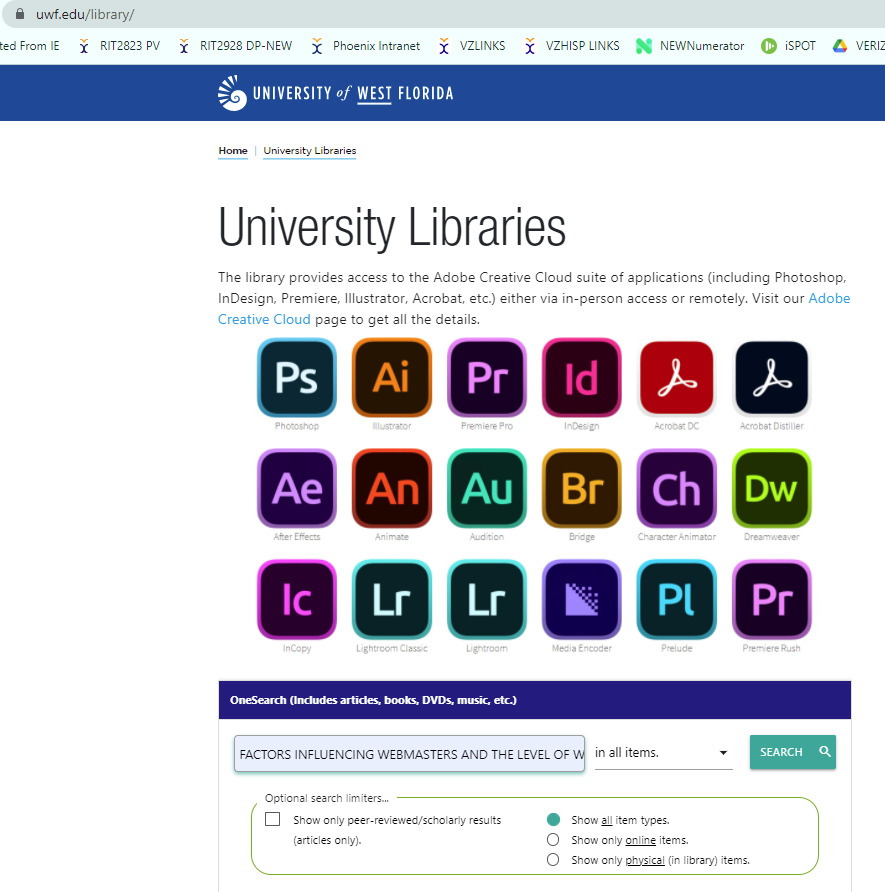 uwf.edu/library/
ted From IE RIT2823 PV RIT2928 DP-NEW Phoenix Intranet VZLINKS VZHISP LINKS NEWNumerator iSPOT VERIZ
UNIVERSITY of WEST FLORIDA
Home | University Libraries
University Libraries
The library provides access to the Adobe Creative Cloud suite of applications (including Photoshop,
InDesign, Premiere, Illustrator, Acrobat, etc.) either via in-person access or remotely. Visit our Adobe
Creative Cloud page to get all the details.
Ps Ai Pr Id
Photoshop Illustrator Premiere Pro InDesign Acrobat DC Acrobat Distiller
Ae An Au Br Ch Dw
After Effects Animate Audition Bridge Character Animator Dreamweaver
Ic Lr Lr Pl Pr
InCopy Lightroom Classic Lightroom Media Encoder Prelude Premiere Rush
OneSearch (Includes articles, books, DVDs, music, etc.)
FACTORS INFLUENCING WEBMASTERS AND THE LEVEL OF W in all items. SEARCH
Optional search limiters...
Show only peer-reviewed/scholarly results Show all item types.
(articles only). Show only online items.
Show only physical (in library) items.